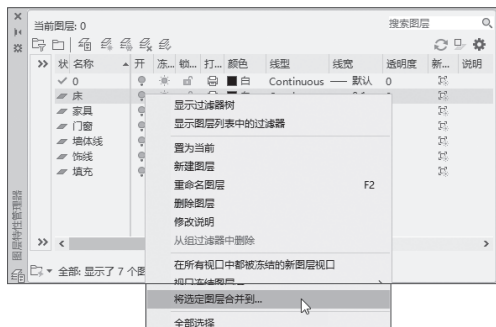 当前图层: 0
搜索图层
状 名称 开 冻... 锁... 打... 颜色 线型 线宽 透明度 新... 说明
0 白 Continuous 默认 0
床
家具
门窗
墙体线
饰线
填充
显示过滤器树
显示图层列表中的过滤器
置为当前
新建图层
重命名图层 F2
删除图层
修改说明
从组过滤器中删除
在所有视口中都被冻结的新图层视口
视口冻结图层
将选定图层合并到...
全部选择
图层特性管理器
全部: 显示了 7 个图